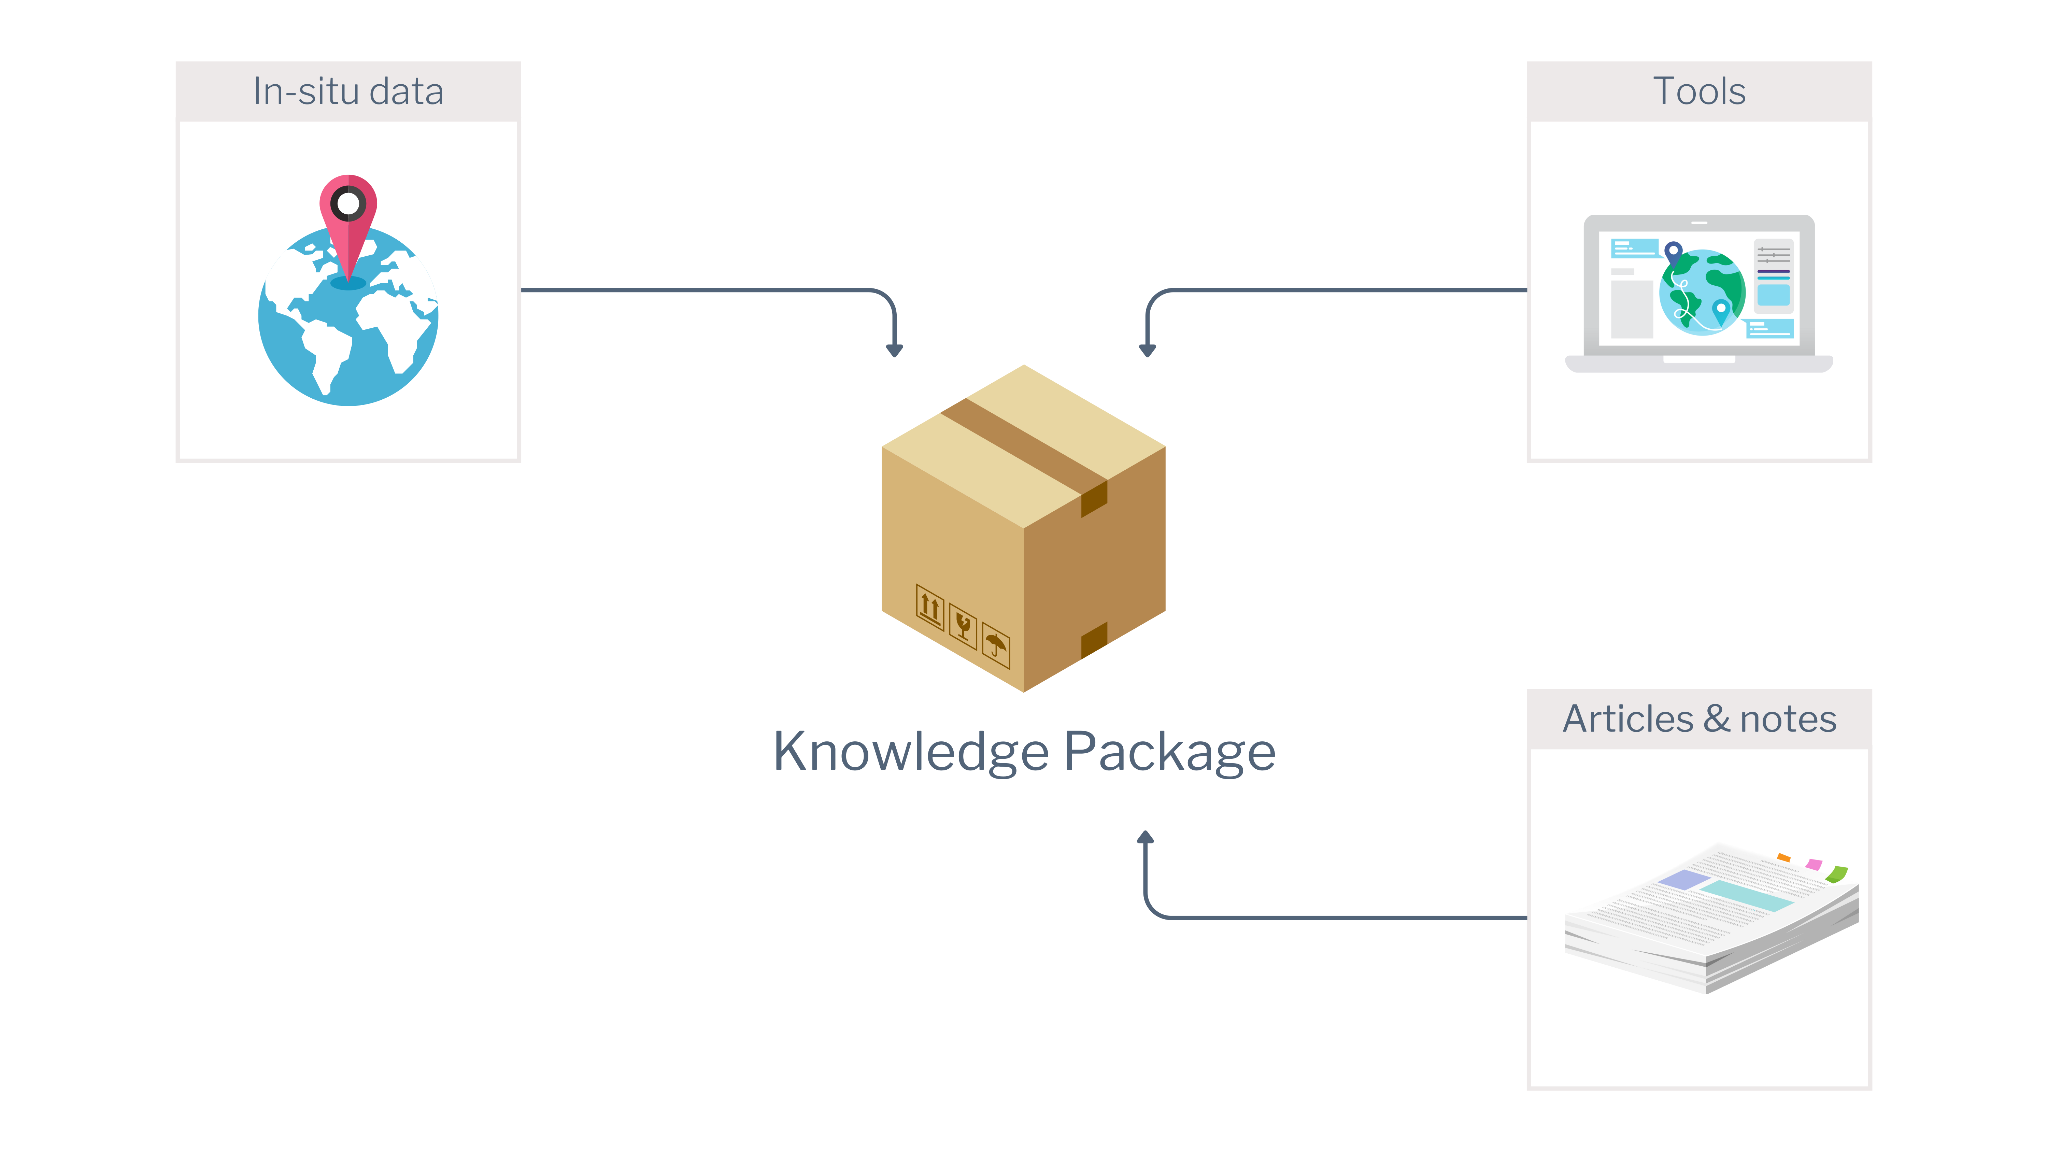 In-situ data
Tools
Knowledge Package
Articles & notes